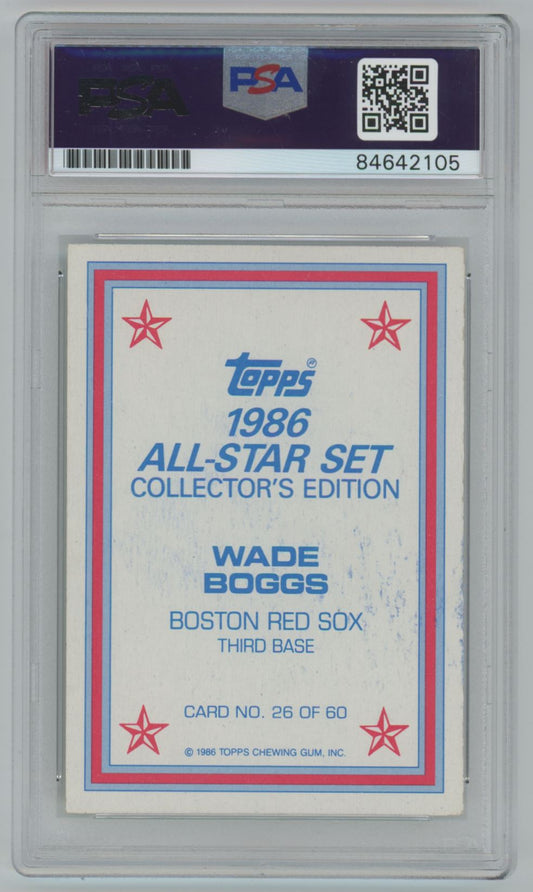 PSA
PSA
84642105
topps®
1986
ALL-STAR SET
COLLECTOR'S EDITION
WADE
BOGGS
BOSTON RED SOX
THIRD BASE
CARD NO. 26 OF 60
© 1986 TOPPS CHEWING GUM, INC.